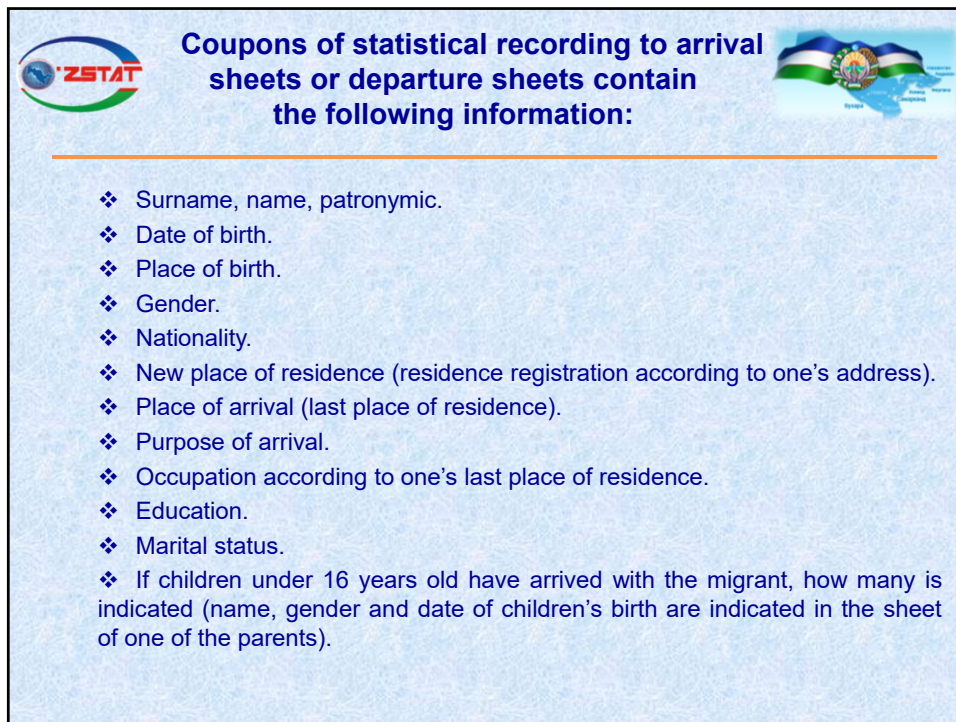 O'ZSTAT
Coupons of statistical recording to arrival
sheets or departure sheets contain
the following information:
❖ Surname, name, patronymic.
❖ Date of birth.
❖ Place of birth.
❖ Gender.
❖ Nationality.
❖ New place of residence (residence registration according to one’s address).
❖ Place of arrival (last place of residence).
❖ Purpose of arrival.
❖ Occupation according to one’s last place of residence.
❖ Education.
❖ Marital status.
❖ If children under 16 years old have arrived with the migrant, how many is
indicated (name, gender and date of children’s birth are indicated in the sheet
of one of the parents).